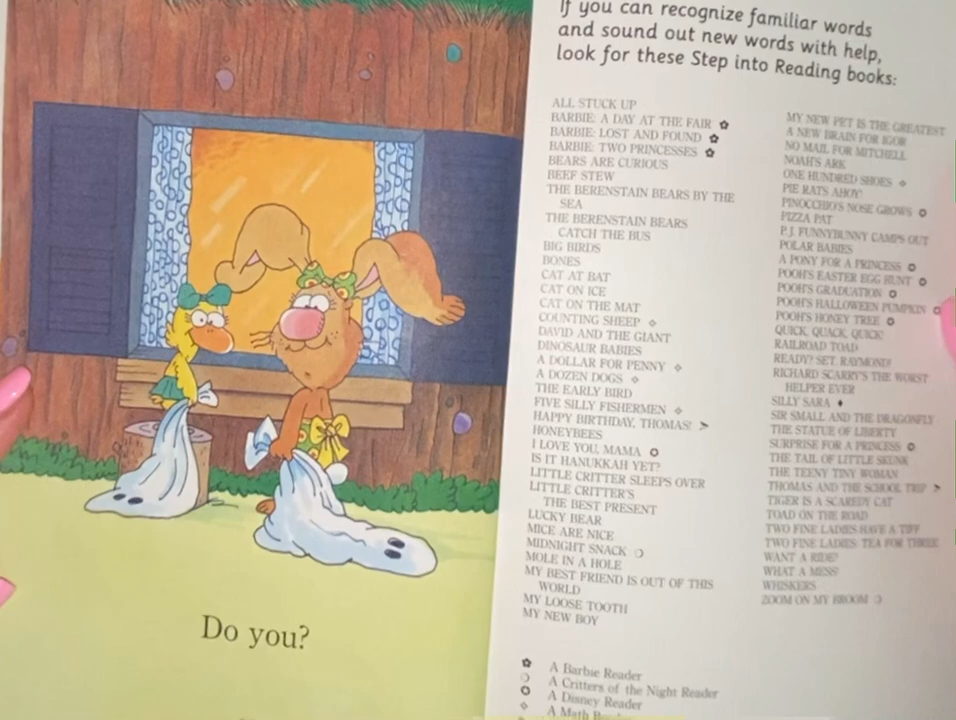 Do you?
If you can recognize familiar words
and sound out new words with help,
look for these Step into Reading books:
ALL STUCK UP
BARBIE: A DAY AT THE FAIR ✿
BARBIE: LOST AND FOUND ✿
BARBIE: TWO PRINCESSES ✿
BEARS ARE CURIOUS
BEEF STEW
THE BERENSTAIN BEARS BY THE
SEA
THE BERENSTAIN BEARS
CATCH THE BUS
BIG BIRDS
BONES
CAT AT BAT
CAT ON ICE
CAT ON THE MAT
COUNTING SHEEP ✧
DAVID AND THE GIANT
DINOSAUR BABIES
A DOLLAR FOR PENNY ✧
A DOZEN DOGS ✧
THE EARLY BIRD
FIVE SILLY FISHERMEN ✧
HAPPY BIRTHDAY, THOMAS! ➤
HONEYBEES
I LOVE YOU, MAMA ✪
IS IT HANUKKAH YET?
LITTLE CRITTER SLEEPS OVER
LITTLE CRITTER'S
THE BEST PRESENT
LUCKY BEAR
MICE ARE NICE
MIDNIGHT SNACK ❍
MOLE IN A HOLE
MY BEST FRIEND IS OUT OF THIS
WORLD
MY LOOSE TOOTH
MY NEW BOY
MY NEW PET IS THE GREATEST
A NEW BRAIN FOR IGOR
NO MAIL FOR MITCHELL
NOAH'S ARK
ONE HUNDRED SHOES ✧
PIE RATS AHOY!
PINOCCHIO'S NOSE GROWS ✪
PIZZA PAT
P.J. FUNNYBUNNY CAMPS OUT
POLAR BABIES
A PONY FOR A PRINCESS ✪
POOH'S EASTER EGG HUNT ✪
POOH'S GRADUATION ✪
POOH'S HALLOWEEN PUMPKIN ✪
POOH'S HONEY TREE ✪
QUICK, QUACK, QUICK!
RAILROAD TOAD
READY? SET. RAYMOND!
RICHARD SCARRY'S THE WORST
HELPER EVER
SILLY SARA ♦
SIR SMALL AND THE DRAGONFLY
THE STATUE OF LIBERTY
SURPRISE FOR A PRINCESS ✪
THE TAIL OF LITTLE SKUNK
THE TEENY TINY WOMAN
THOMAS AND THE SCHOOL TRIP ➤
TIGER IS A SCAREDY CAT
TOAD ON THE ROAD
TWO FINE LADIES HAVE A TIFF
TWO FINE LADIES: TEA FOR THREE
WANT A RIDE?
WHAT A MESS!
WHISKERS
ZOOM ON MY BROOM ❍
✿ A Barbie Reader
❍ A Critters of the Night Reader
✪ A Disney Reader
✧ A Math